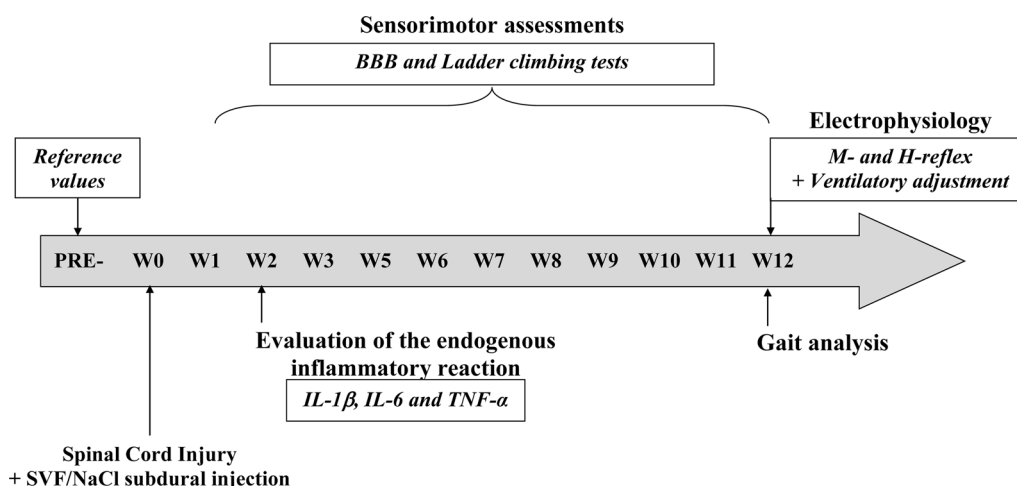 Sensorimotor assessments
BBB and Ladder climbing tests
Electrophysiology
M- and H-reflex
+ Ventilatory adjustment
Reference
values
PRE- W0 W1 W2 W3 W5 W6 W7 W8 W9 W10 W11 W12
Evaluation of the endogenous
inflammatory reaction
IL-1β, IL-6 and TNF-α
Gait analysis
Spinal Cord Injury
+ SVF/NaCl subdural injection